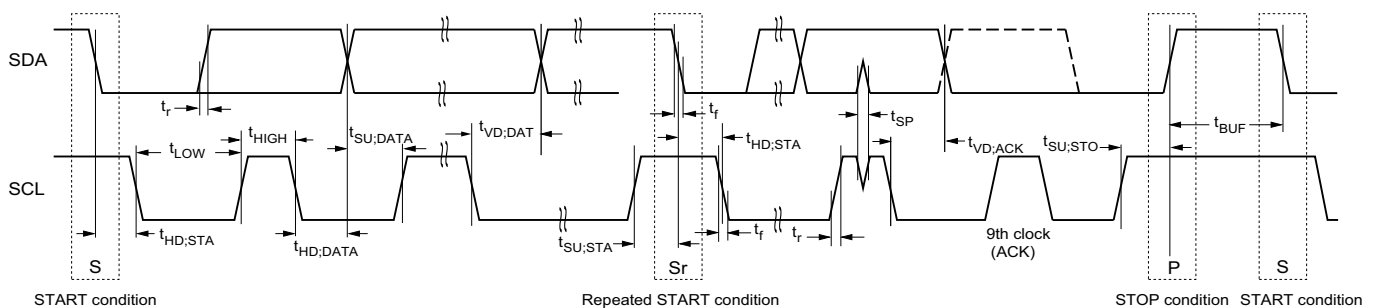 SDA
t_r
t_LOW
t_HIGH
t_SU;DATA
t_VD;DAT
t_f
t_HD;STA
t_SP
t_VD;ACK
t_SU;STO
t_BUF
SCL
t_HD;STA
t_HD;DATA
t_SU;STA
t_f
t_r
9th clock
(ACK)
S
Sr
P
S
START condition
Repeated START condition
STOP condition
START condition